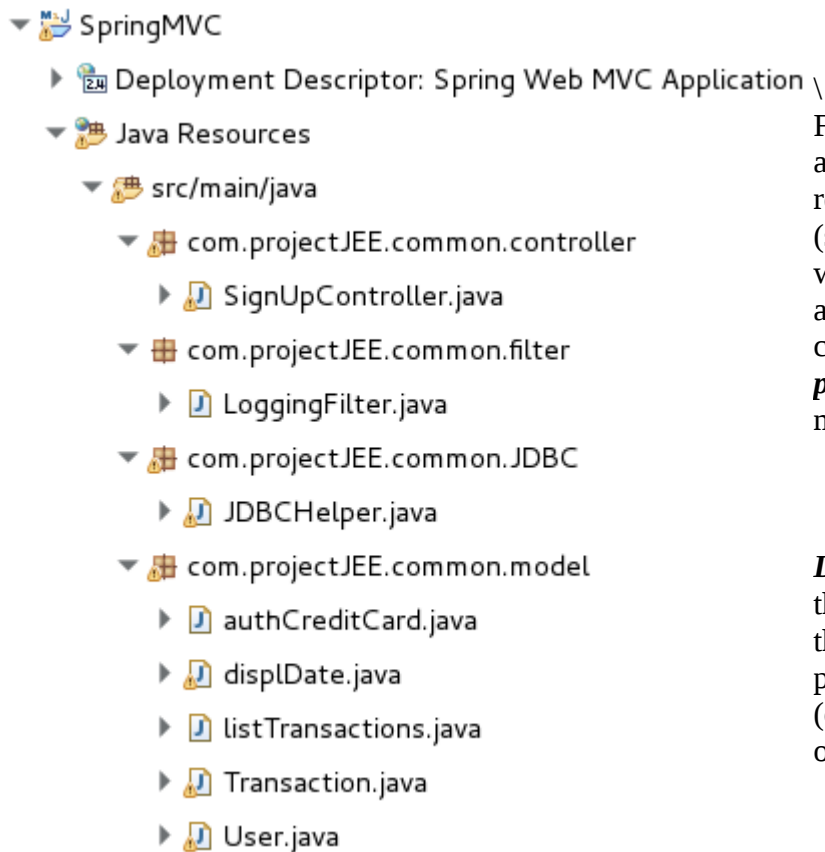 SpringMVC
Deployment Descriptor: Spring Web MVC Application
Java Resources
src/main/java
com.projectJEE.common.controller
SignUpController.java
com.projectJEE.common.filter
LoggingFilter.java
com.projectJEE.common.JDBC
JDBCHelper.java
com.projectJEE.common.model
authCreditCard.java
displDate.java
listTransactions.java
Transaction.java
User.java